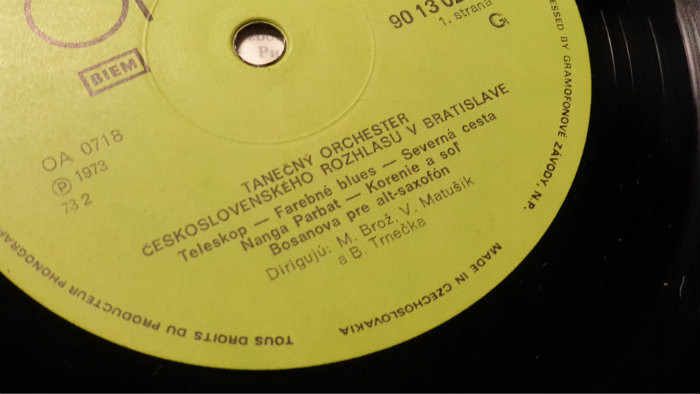 90 13 02
1. strana
G
BIEM
OA 0718
Ⓟ 1973
73 2
TANEČNÝ ORCHESTER
ČESKOSLOVENSKÉHO ROZHLASU V BRATISLAVE
Teleskop — Farebné blues — Severná cesta
Nanga Parbat — Korenie a soľ
Bosanova pre alt-saxofón
Dirigujú: M. Brož, V. Matušík
a B. Trnečka
BY GRAMOFONOVÉ ZÁVODY, N.P.
MADE IN CZECHOSLOVAKIA
TOUS DROITS DU PRODUCTEUR